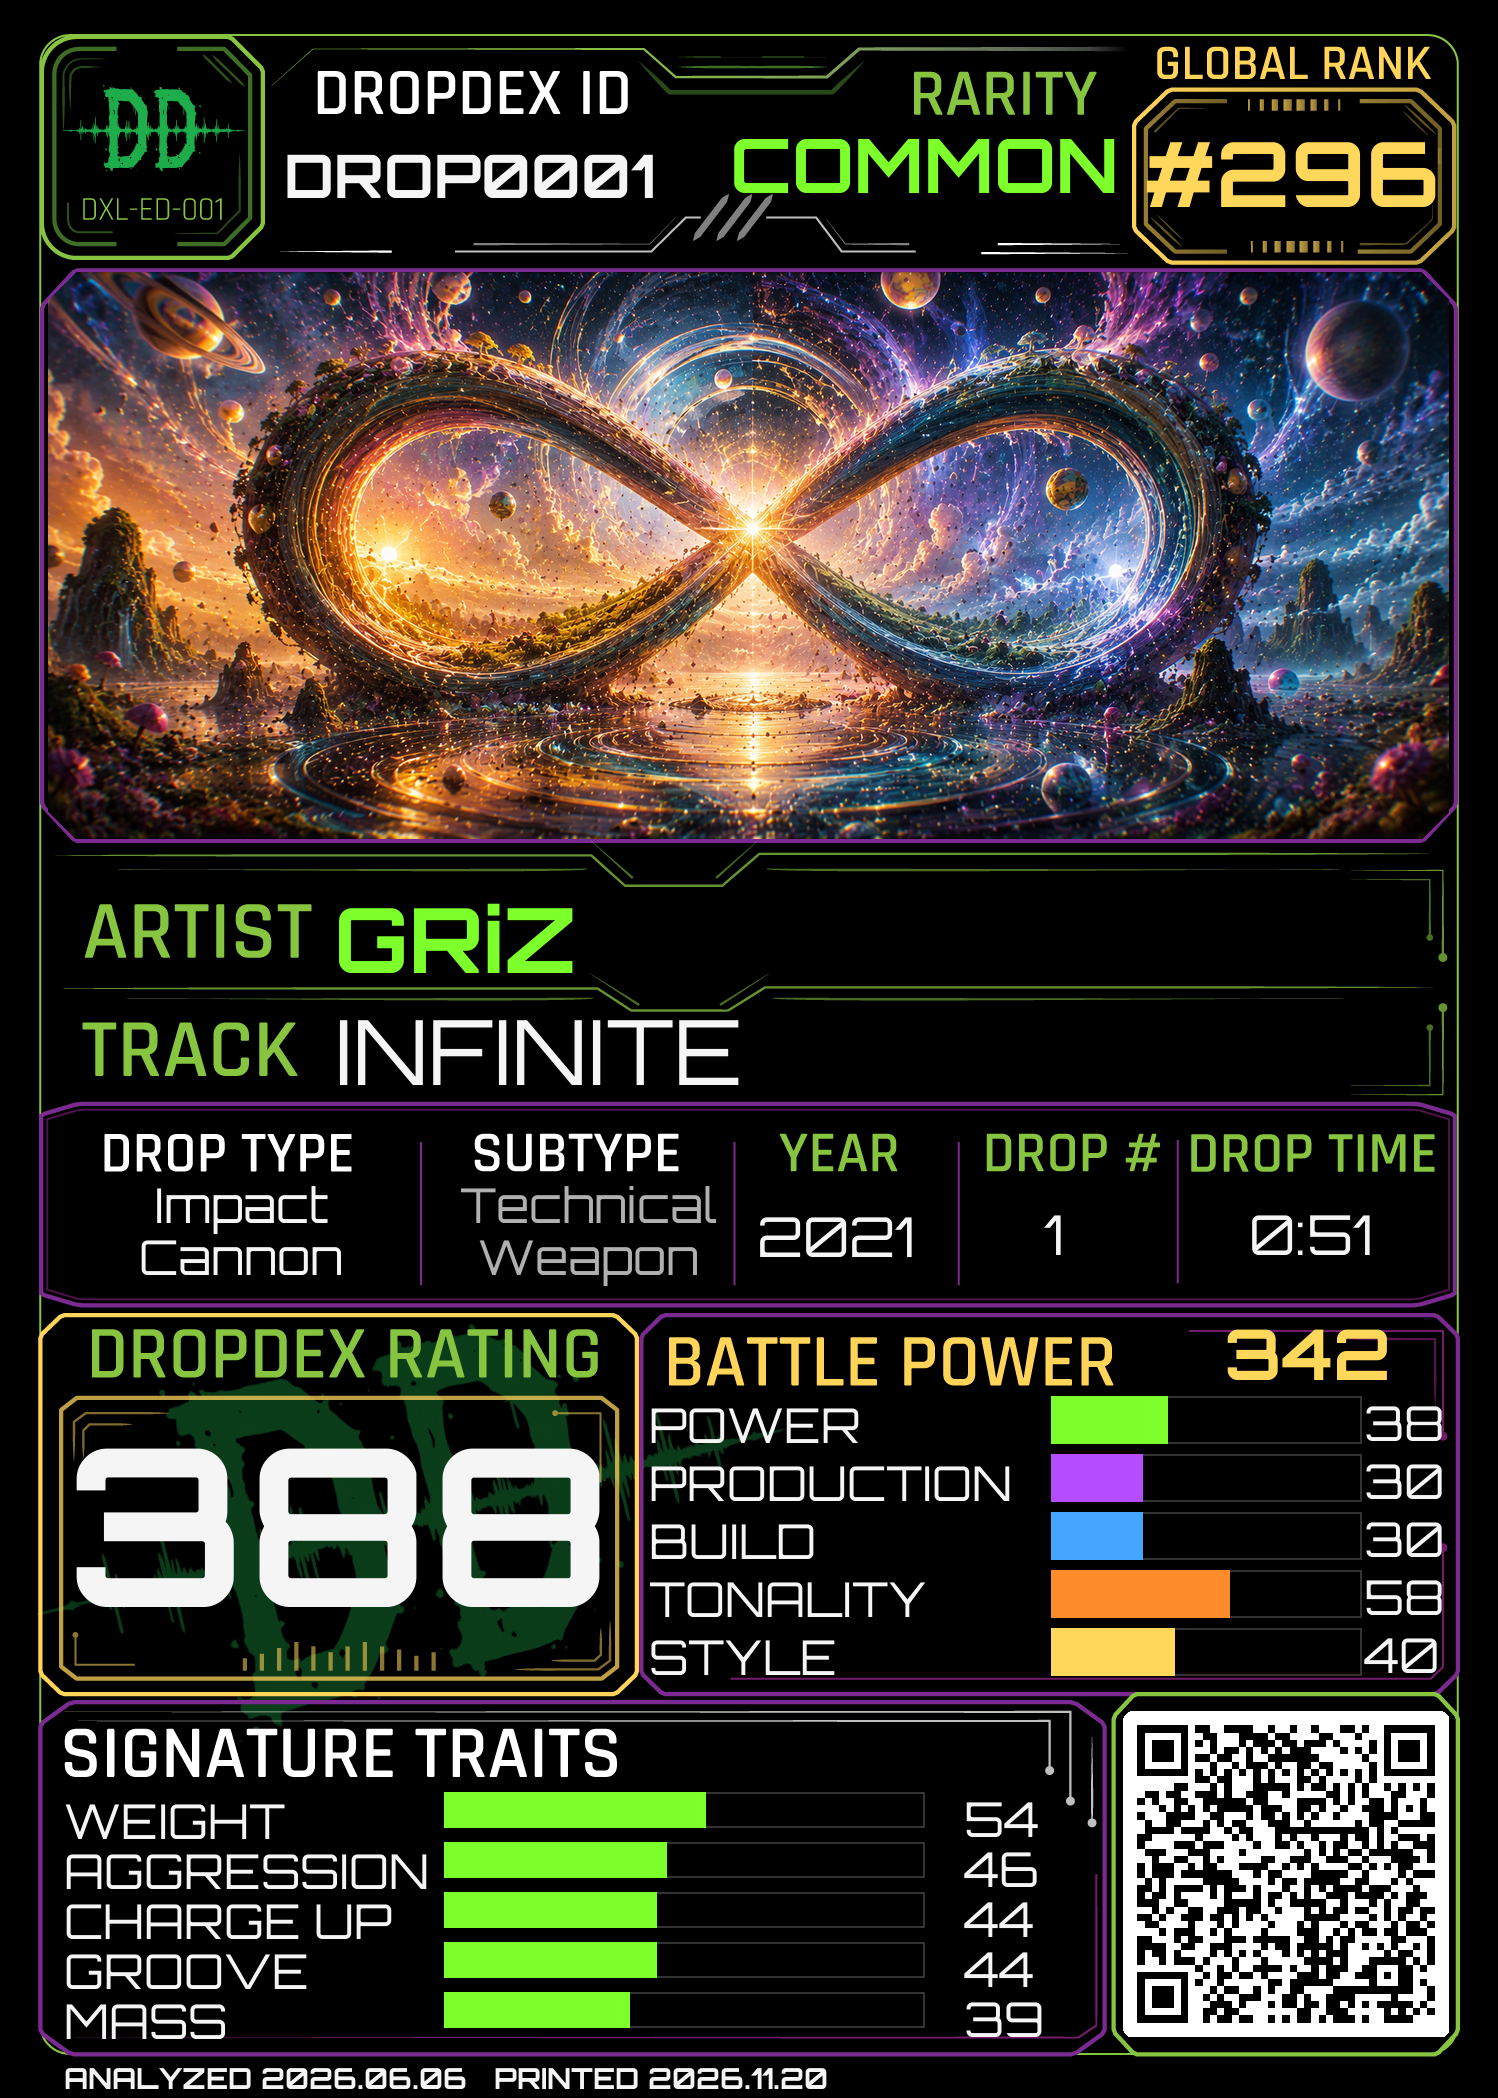 DD
DXL-ED-001
DROPDEX ID
DROP0001
RARITY
COMMON
GLOBAL RANK
#296
ARTIST GRiZ
TRACK INFINITE
DROP TYPE
Impact
Cannon
SUBTYPE
Technical
Weapon
YEAR
2021
DROP #
1
DROP TIME
0:51
DROPDEX RATING
388
BATTLE POWER 342
POWER 38
PRODUCTION 30
BUILD 30
TONALITY 58
STYLE 40
SIGNATURE TRAITS
WEIGHT 54
AGGRESSION 46
CHARGE UP 44
GROOVE 44
MASS 39
ANALYZED 2026.06.06 PRINTED 2026.11.20